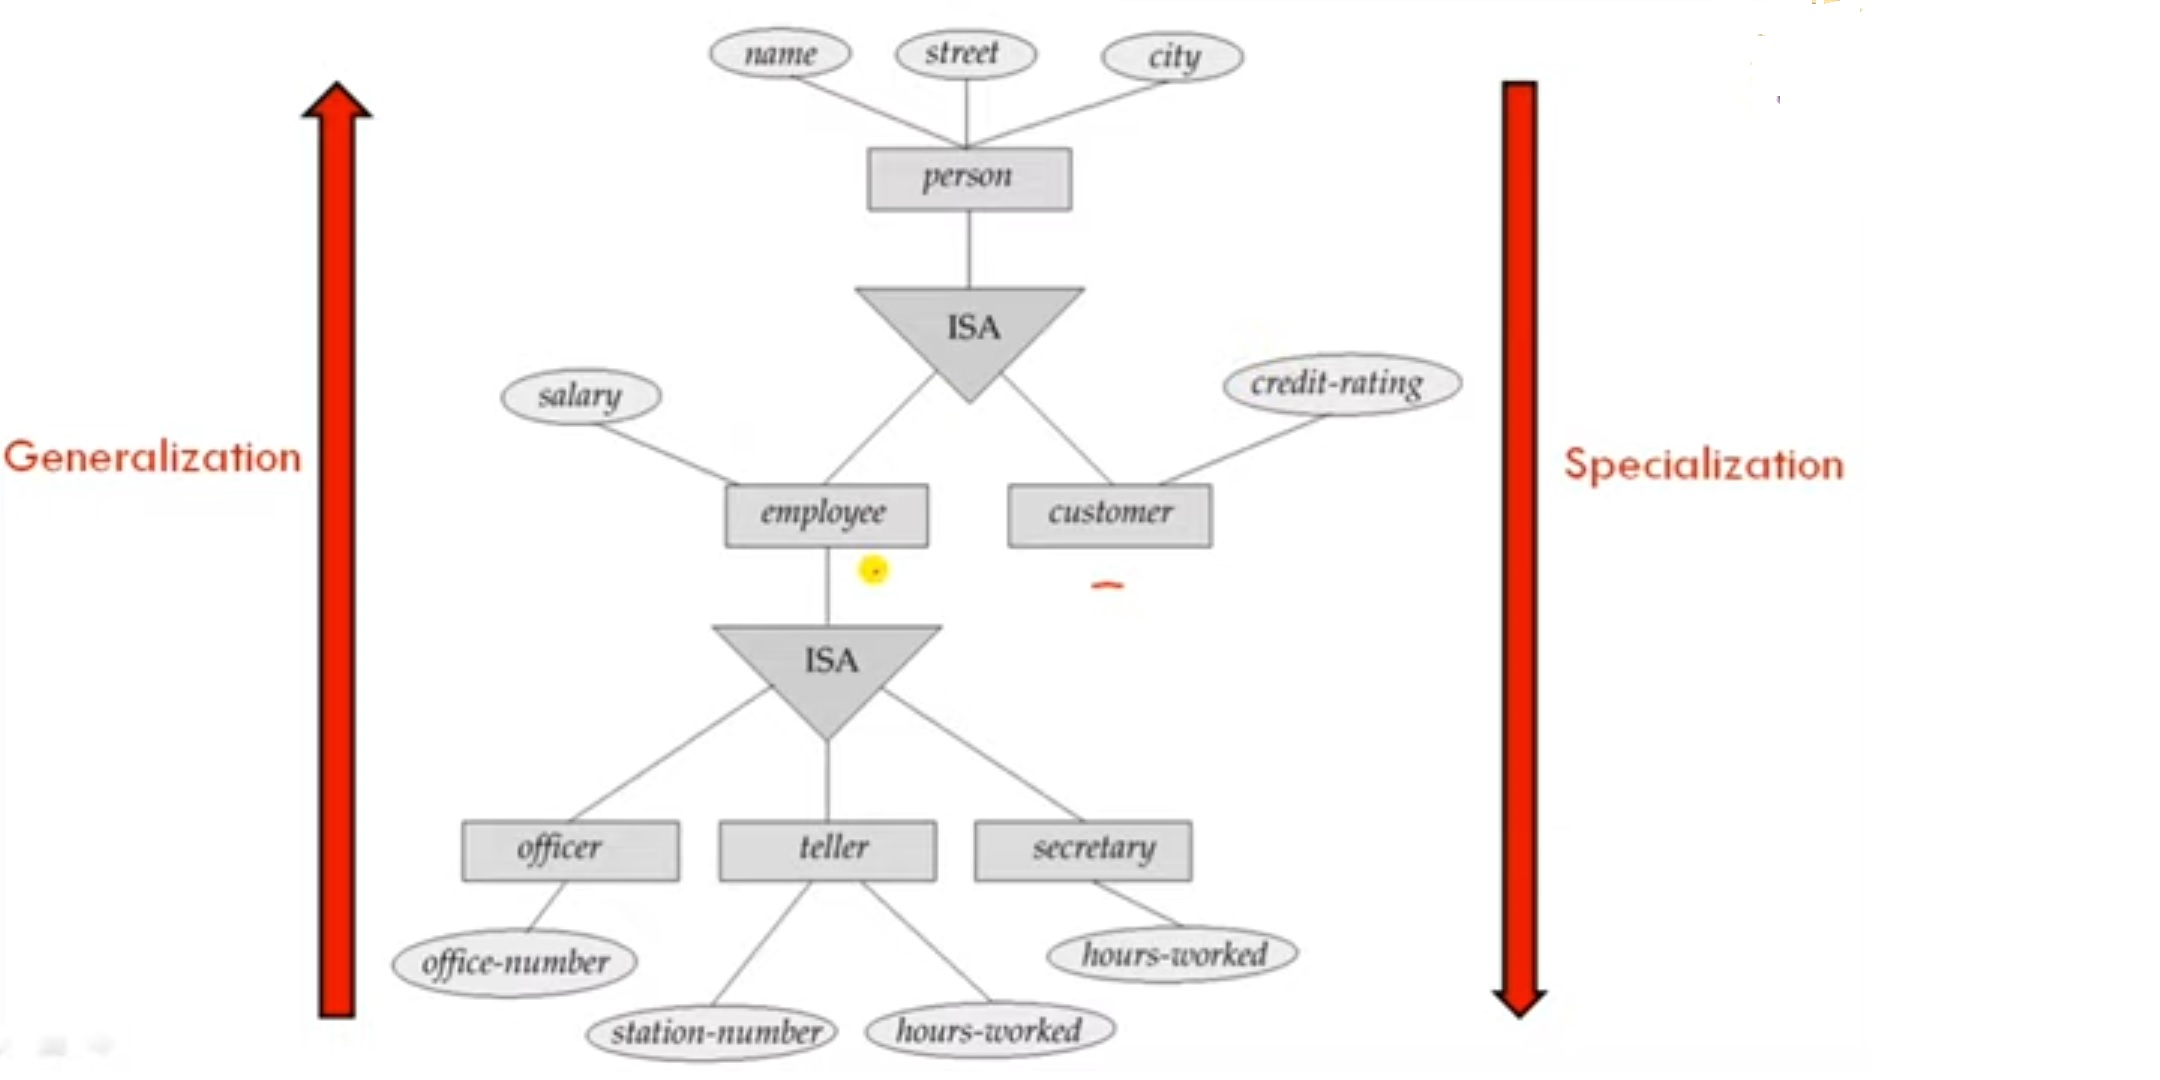 name
street
city
person
ISA
salary
credit-rating
Generalization
Specialization
employee
customer
ISA
officer
teller
secretary
office-number
hours-worked
station-number
hours-worked